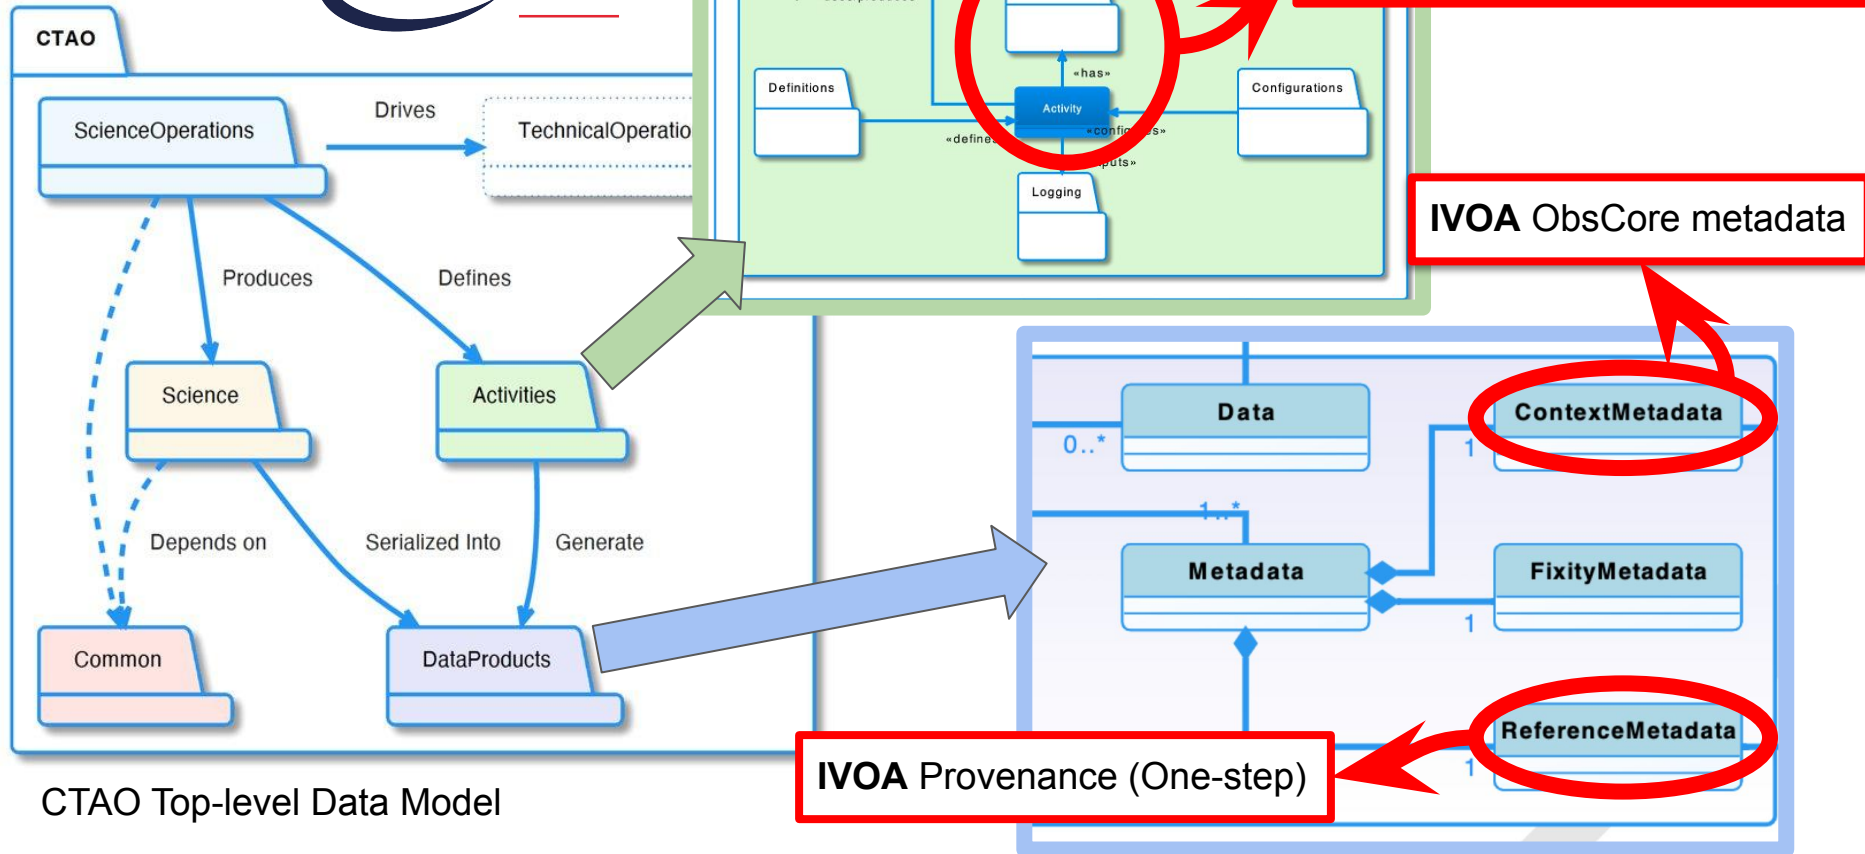 CTAO
ScienceOperations
Drives
Produces
Defines
Science
Activities
Depends on
Serialized Into
Generate
Common
DataProducts
CTAO Top-level Data Model
Definitions
«has»
Activity
Configurations
Logging
IVOA ObsCore metadata
Data
0..*
ContextMetadata
1
1..*
Metadata
FixityMetadata
1
ReferenceMetadata
1
IVOA Provenance (One-step)